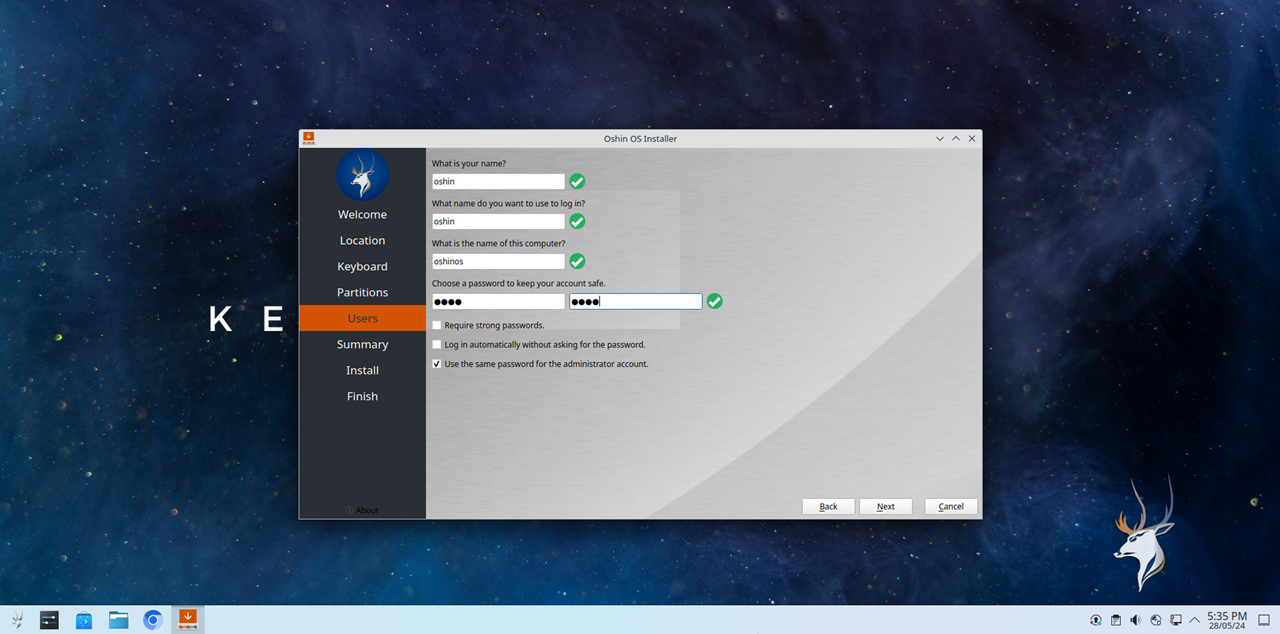 Oshin OS Installer
Welcome
Location
Keyboard
Partitions
Users
Summary
Install
Finish
About
What is your name?
oshin
What name do you want to use to log in?
oshin
What is the name of this computer?
oshinos
Choose a password to keep your account safe.
●●●● ●●●●
Require strong passwords.
Log in automatically without asking for the password.
Use the same password for the administrator account.
Back Next Cancel
K E
5:35 PM
28/05/24